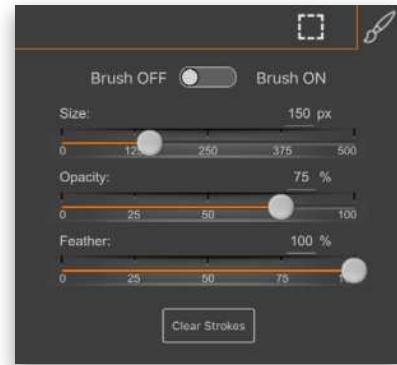 Brush OFF Brush ON
Size: 150 px
0 250 375 500
Opacity: 75 %
0 25 50 100
Feather: 100 %
0 25 50 75
Clear Strokes